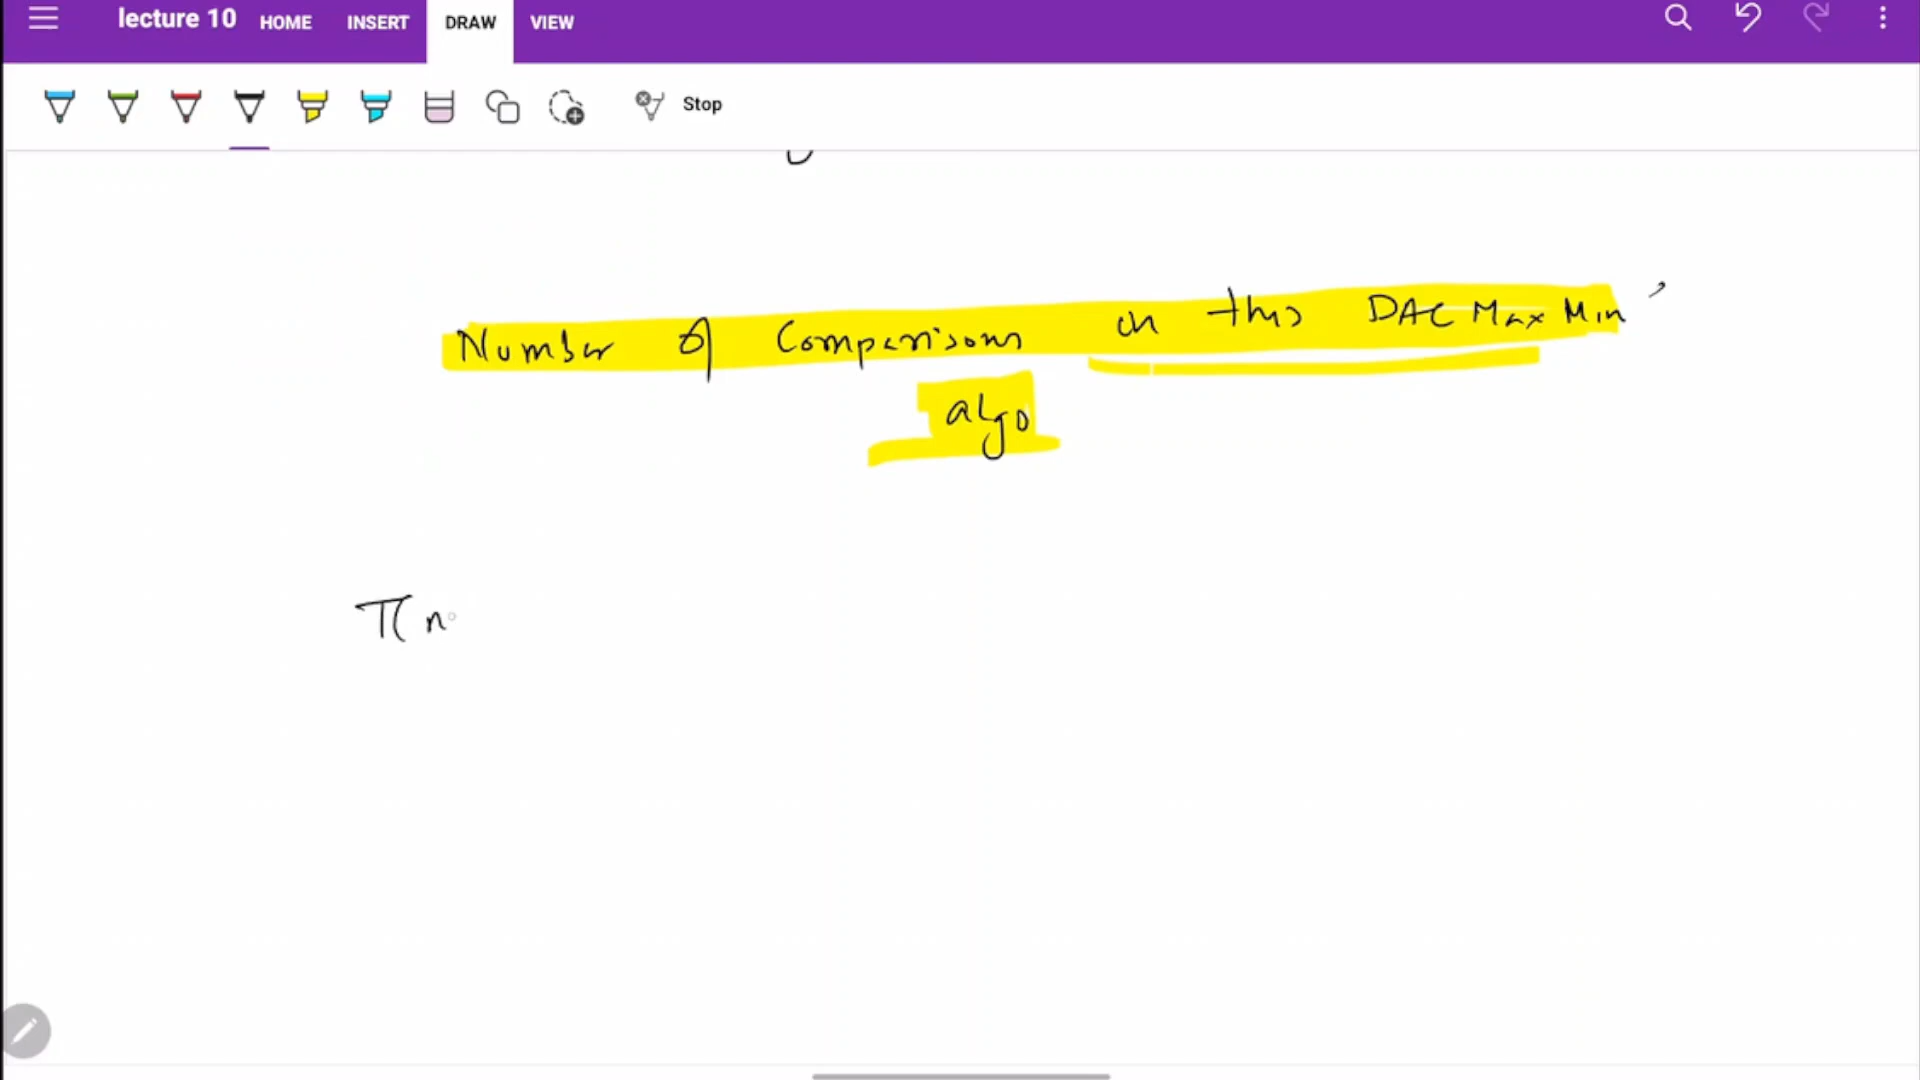 lecture 10 HOME INSERT DRAW VIEW
Stop
Number of Comparisons in this DAC Max Min
algo
T(n